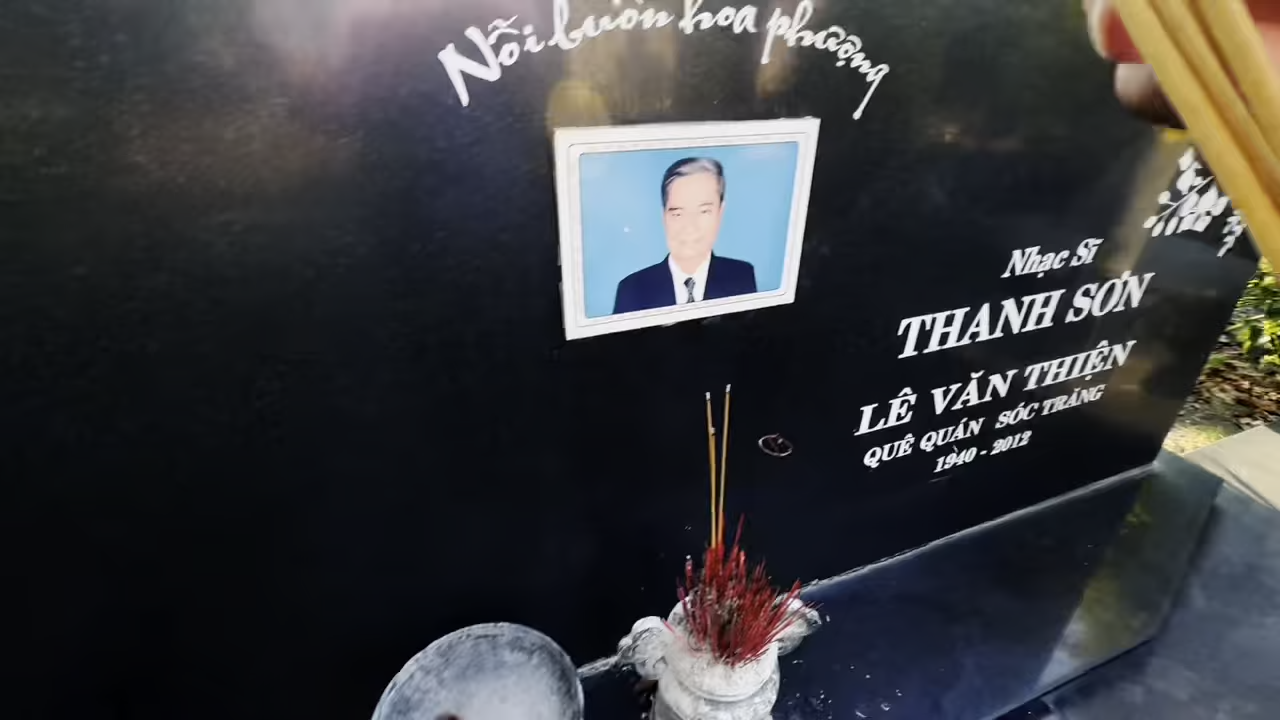 Nỗi buồn hoa phượng
Nhạc Sĩ
THANH SƠN
LÊ VĂN THIỆN
QUÊ QUÁN SÓC TRĂNG
1940 - 2012